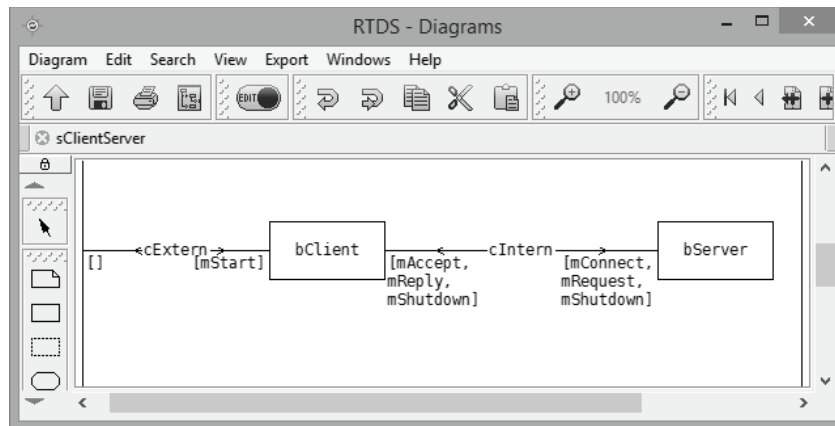 RTDS - Diagrams
Diagram Edit Search View Export Windows Help
EDIT
100%
sClientServer
cExtern
bClient
cIntern
bServer
[]
[mStart]
[mAccept,
mReply,
mShutdown]
[mConnect,
mRequest,
mShutdown]